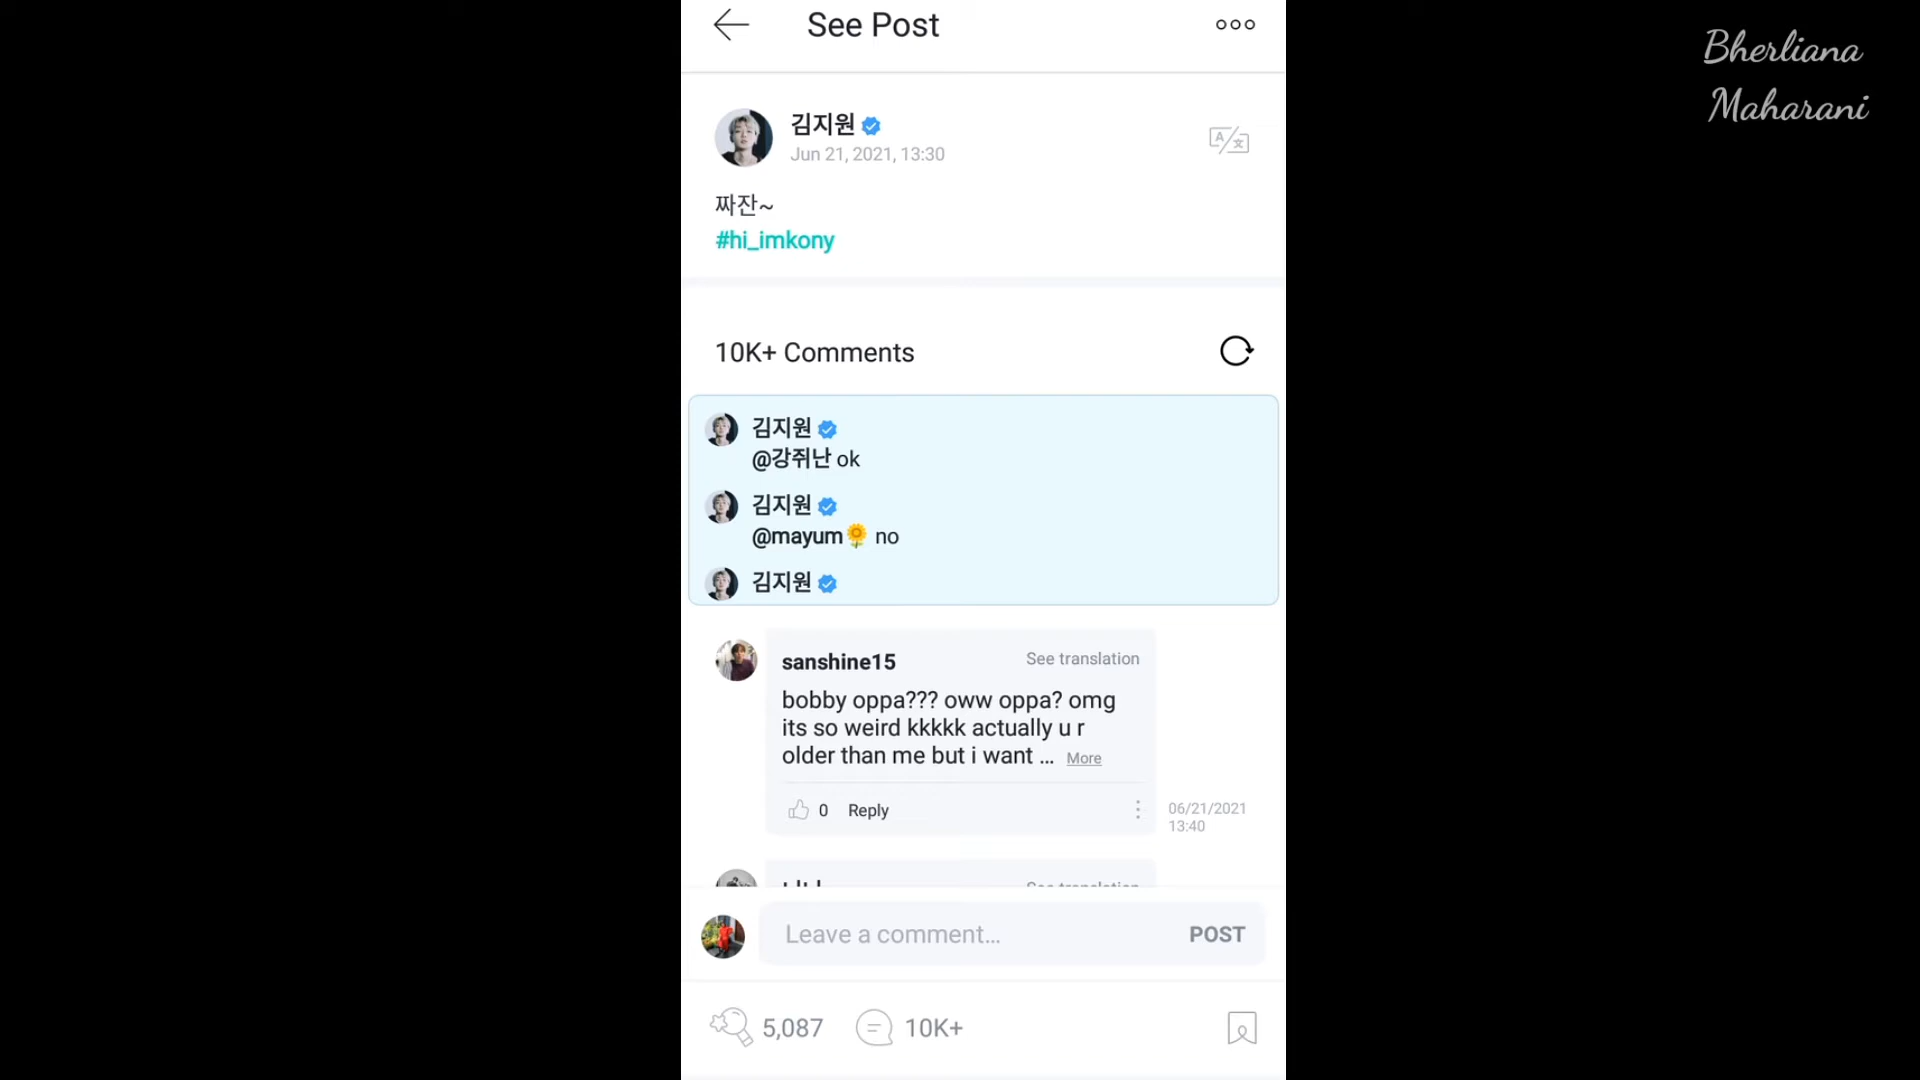 See Post
Bherliana
Maharani
김지원
Jun 21, 2021, 13:30
짜잔~
#hi_imkony
10K+ Comments
김지원
@강쥐난 ok
김지원
@mayum🌻 no
김지원
sanshine15
See translation
bobby oppa??? oww oppa? omg
its so weird kkkkk actually u r
older than me but i want ... More
0 Reply
06/21/2021
13:40
See translation
Leave a comment...
POST
5,087
10K+